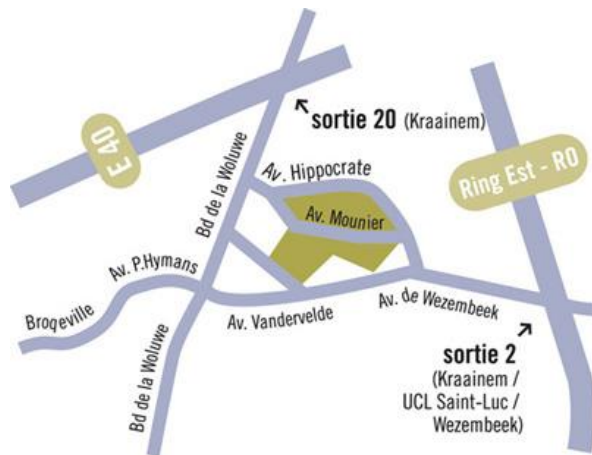 E 40
sortie 20 (Kraainem)
Av. Hippocrate
Ring Est - R0
Bd de la Woluwe
Av. Mounier
Av. P.Hymans
Broqeville
Av. Vandervelde
Av. de Wezembeek
Bd de la Woluwe
sortie 2
(Kraainem /
UCL Saint-Luc /
Wezembeek)